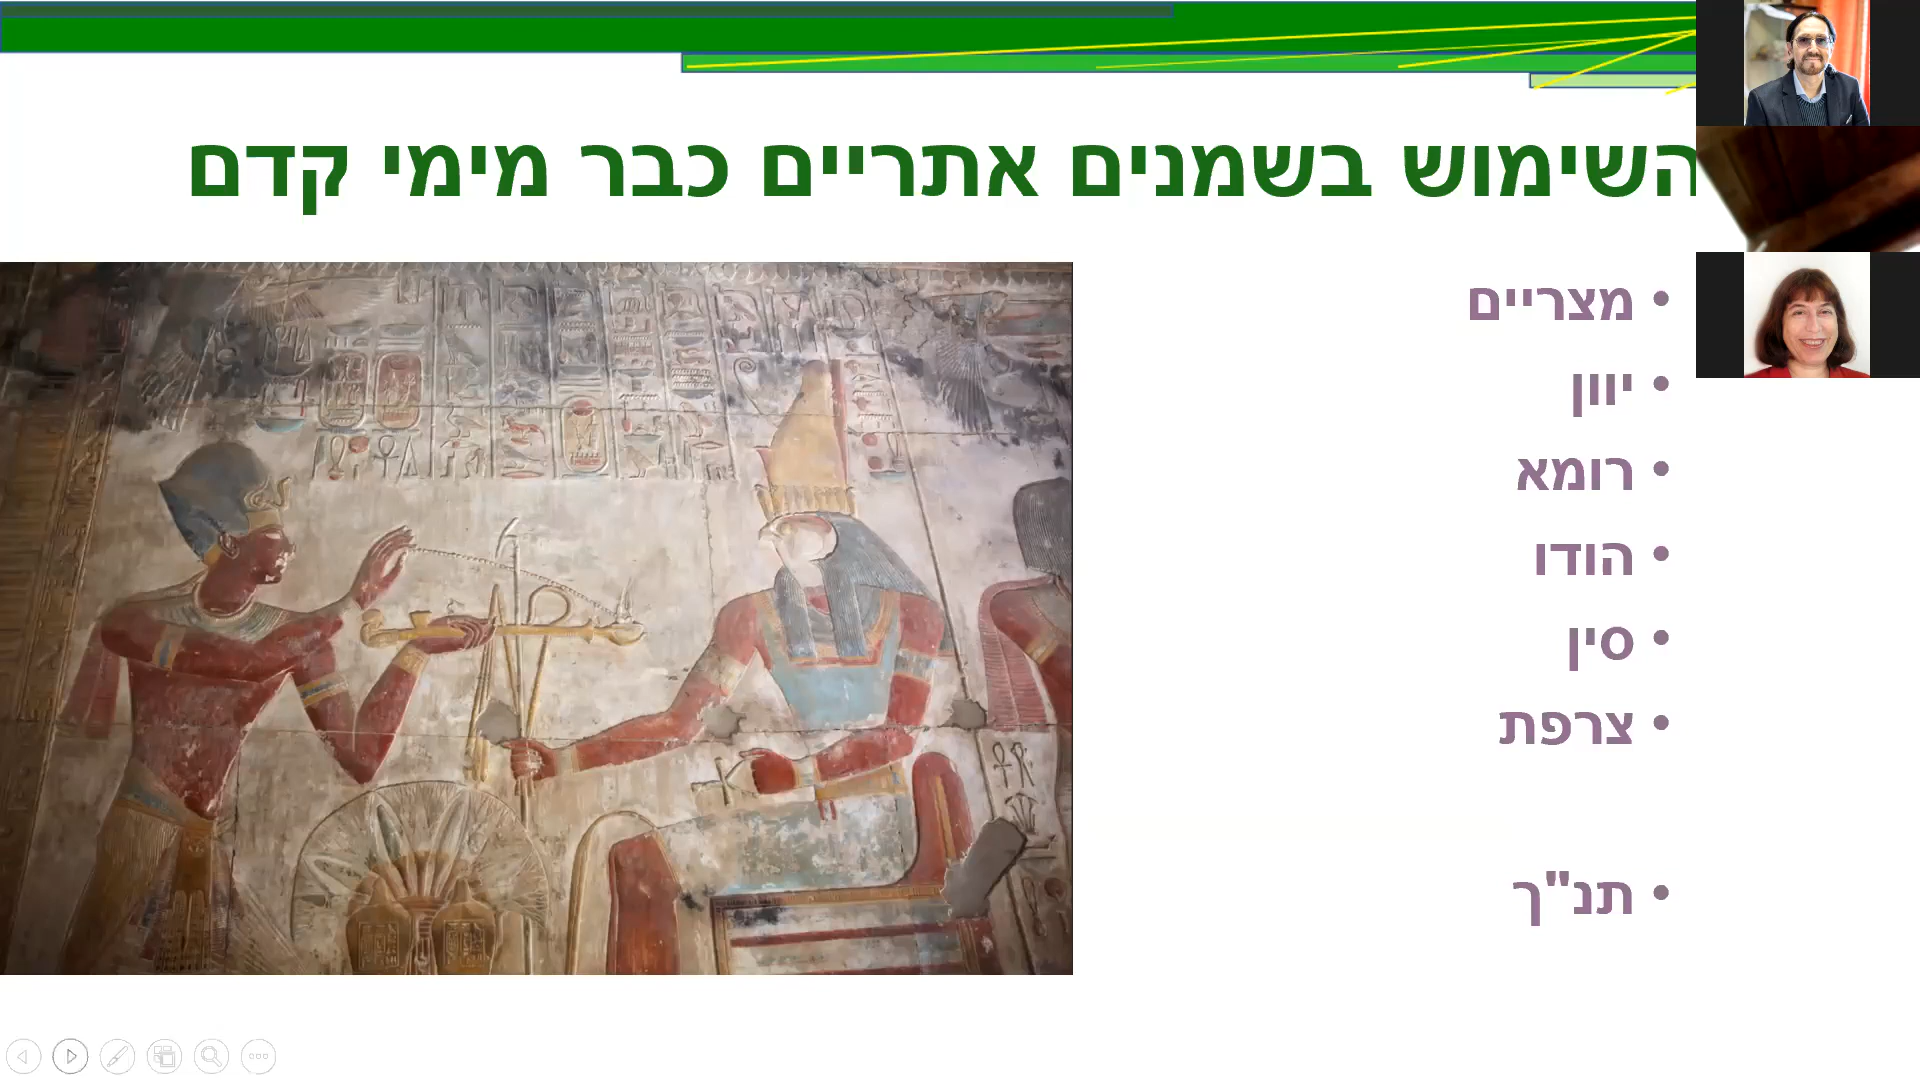 השימוש בשמנים אתריים כבר מימי קדם
• מצריים
• יוון
• רומא
• הודו
• סין
• צרפת
• תנ"ך